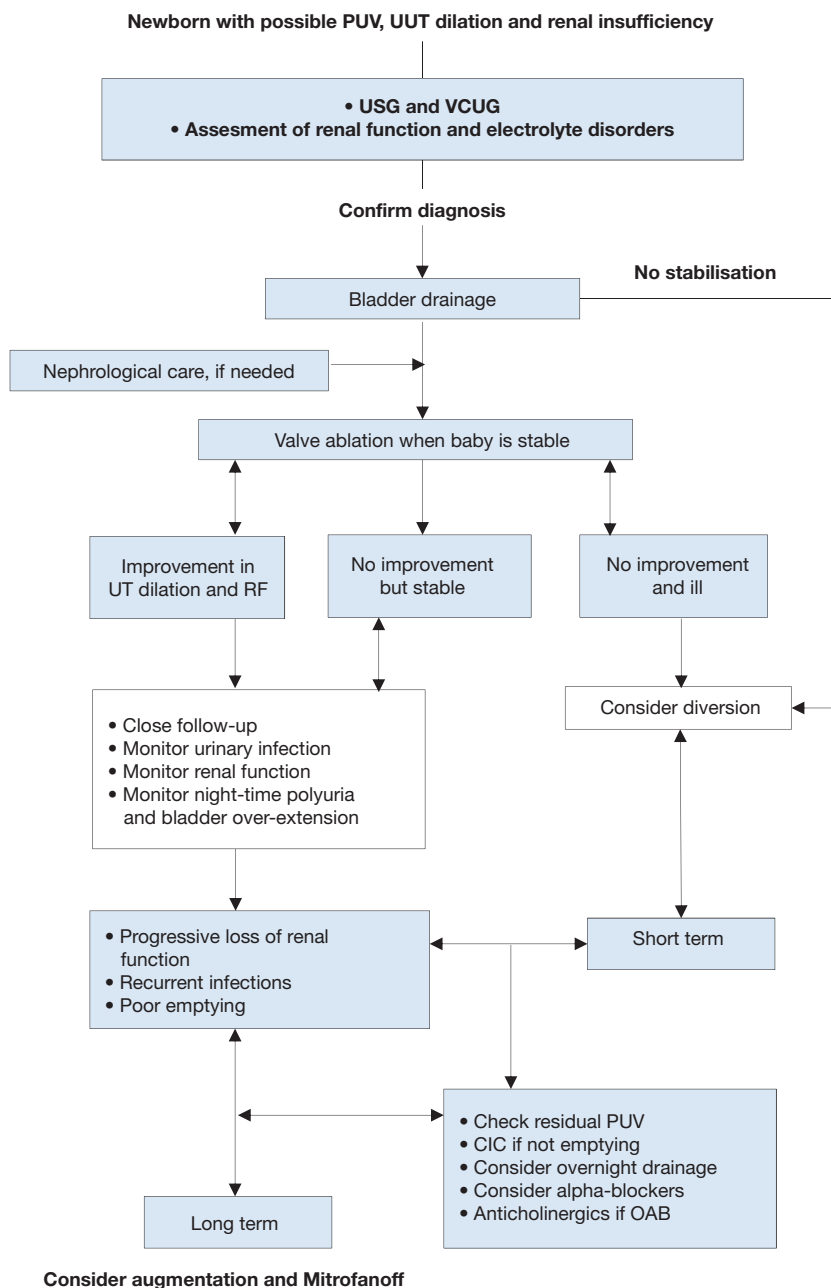 Newborn with possible PUV, UUT dilation and renal insufficiency
• USG and VCUG
• Assesment of renal function and electrolyte disorders
Confirm diagnosis
No stabilisation
Bladder drainage
Nephrological care, if needed
Valve ablation when baby is stable
Improvement in
UT dilation and RF
No improvement
but stable
No improvement
and ill
• Close follow-up
• Monitor urinary infection
• Monitor renal function
• Monitor night-time polyuria
and bladder over-extension
Consider diversion
• Progressive loss of renal
function
• Recurrent infections
• Poor emptying
Short term
• Check residual PUV
• CIC if not emptying
• Consider overnight drainage
• Consider alpha-blockers
• Anticholinergics if OAB
Long term
Consider augmentation and Mitrofanoff